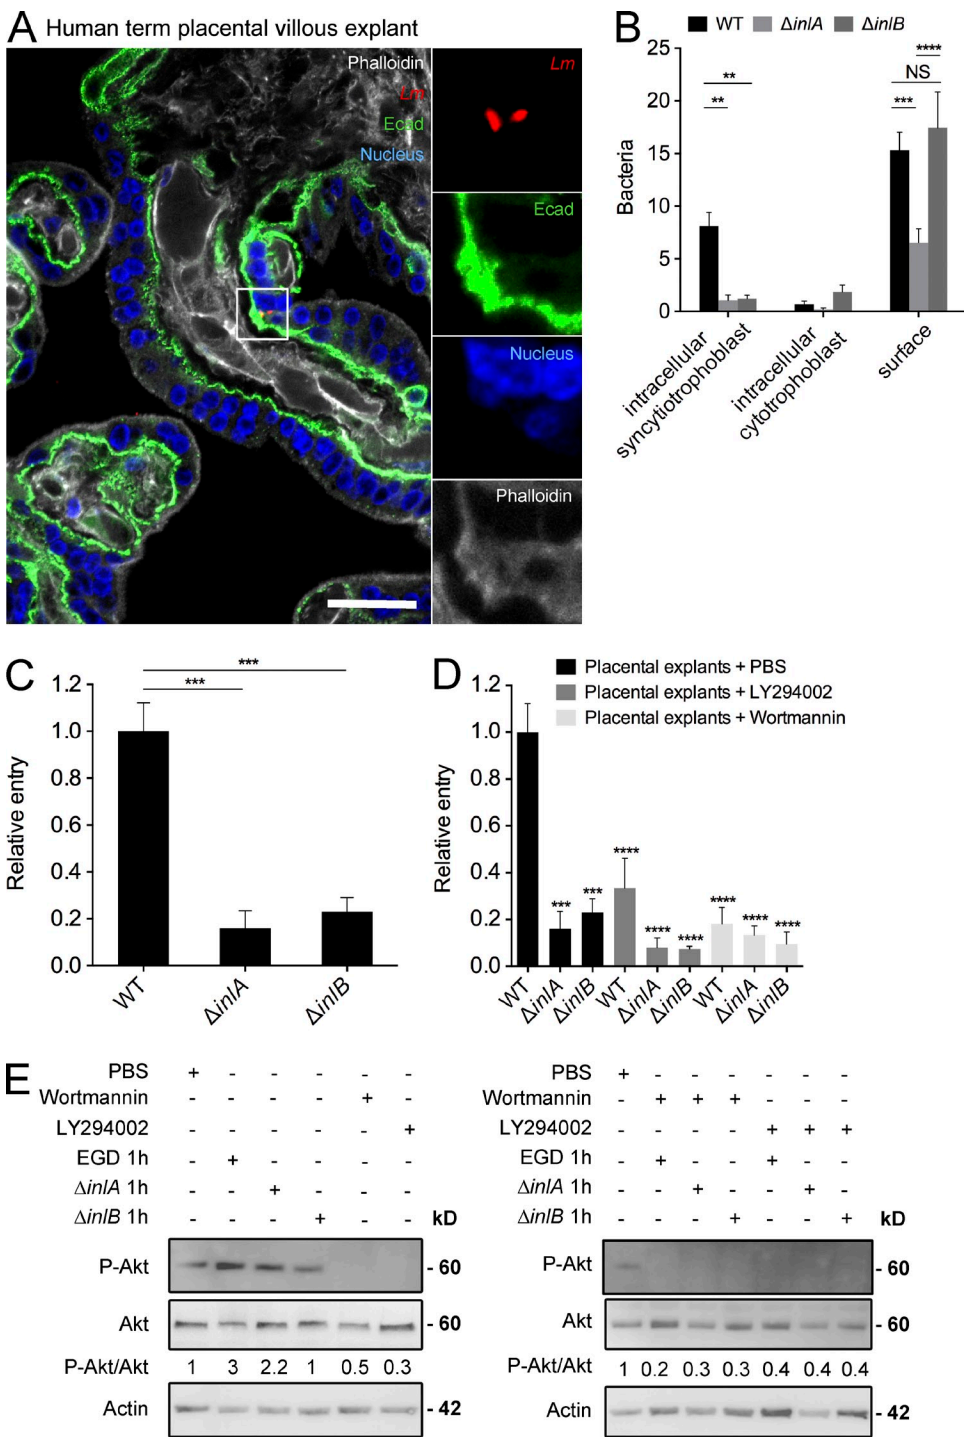 A Human term placental villous explant
Phalloidin
Lm
Ecad
Nucleus
Lm
Ecad
Nucleus
Phalloidin
B
WT ΔinlA ΔinlB
Bacteria
25
20
15
10
5
0
** ** *** NS ****
intracellular syncytiotrophoblast
intracellular cytotrophoblast
surface
C
Relative entry
1.2
1.0
0.8
0.6
0.4
0.2
0.0
***
***
WT ΔinlA ΔinlB
D
Placental explants + PBS
Placental explants + LY294002
Placental explants + Wortmannin
Relative entry
1.2
1.0
0.8
0.6
0.4
0.2
0.0
*** *** **** **** **** **** **** ****
WT ΔinlA ΔinlB WT ΔinlA ΔinlB WT ΔinlA ΔinlB
E
PBS + - - - - -
Wortmannin - - - - + -
LY294002 - - - - - +
EGD 1h - + - - - -
ΔinlA 1h - - + - - -
ΔinlB 1h - - - + - - kD
P-Akt - 60
Akt - 60
P-Akt/Akt 1 3 2.2 1 0.5 0.3
Actin - 42
PBS + - - - - - -
Wortmannin - + + + - - -
LY294002 - - - - + + +
EGD 1h - + - - + - -
ΔinlA 1h - - + - - + -
ΔinlB 1h - - - + - - + kD
P-Akt - 60
Akt - 60
P-Akt/Akt 1 0.2 0.3 0.3 0.4 0.4 0.4
Actin - 42